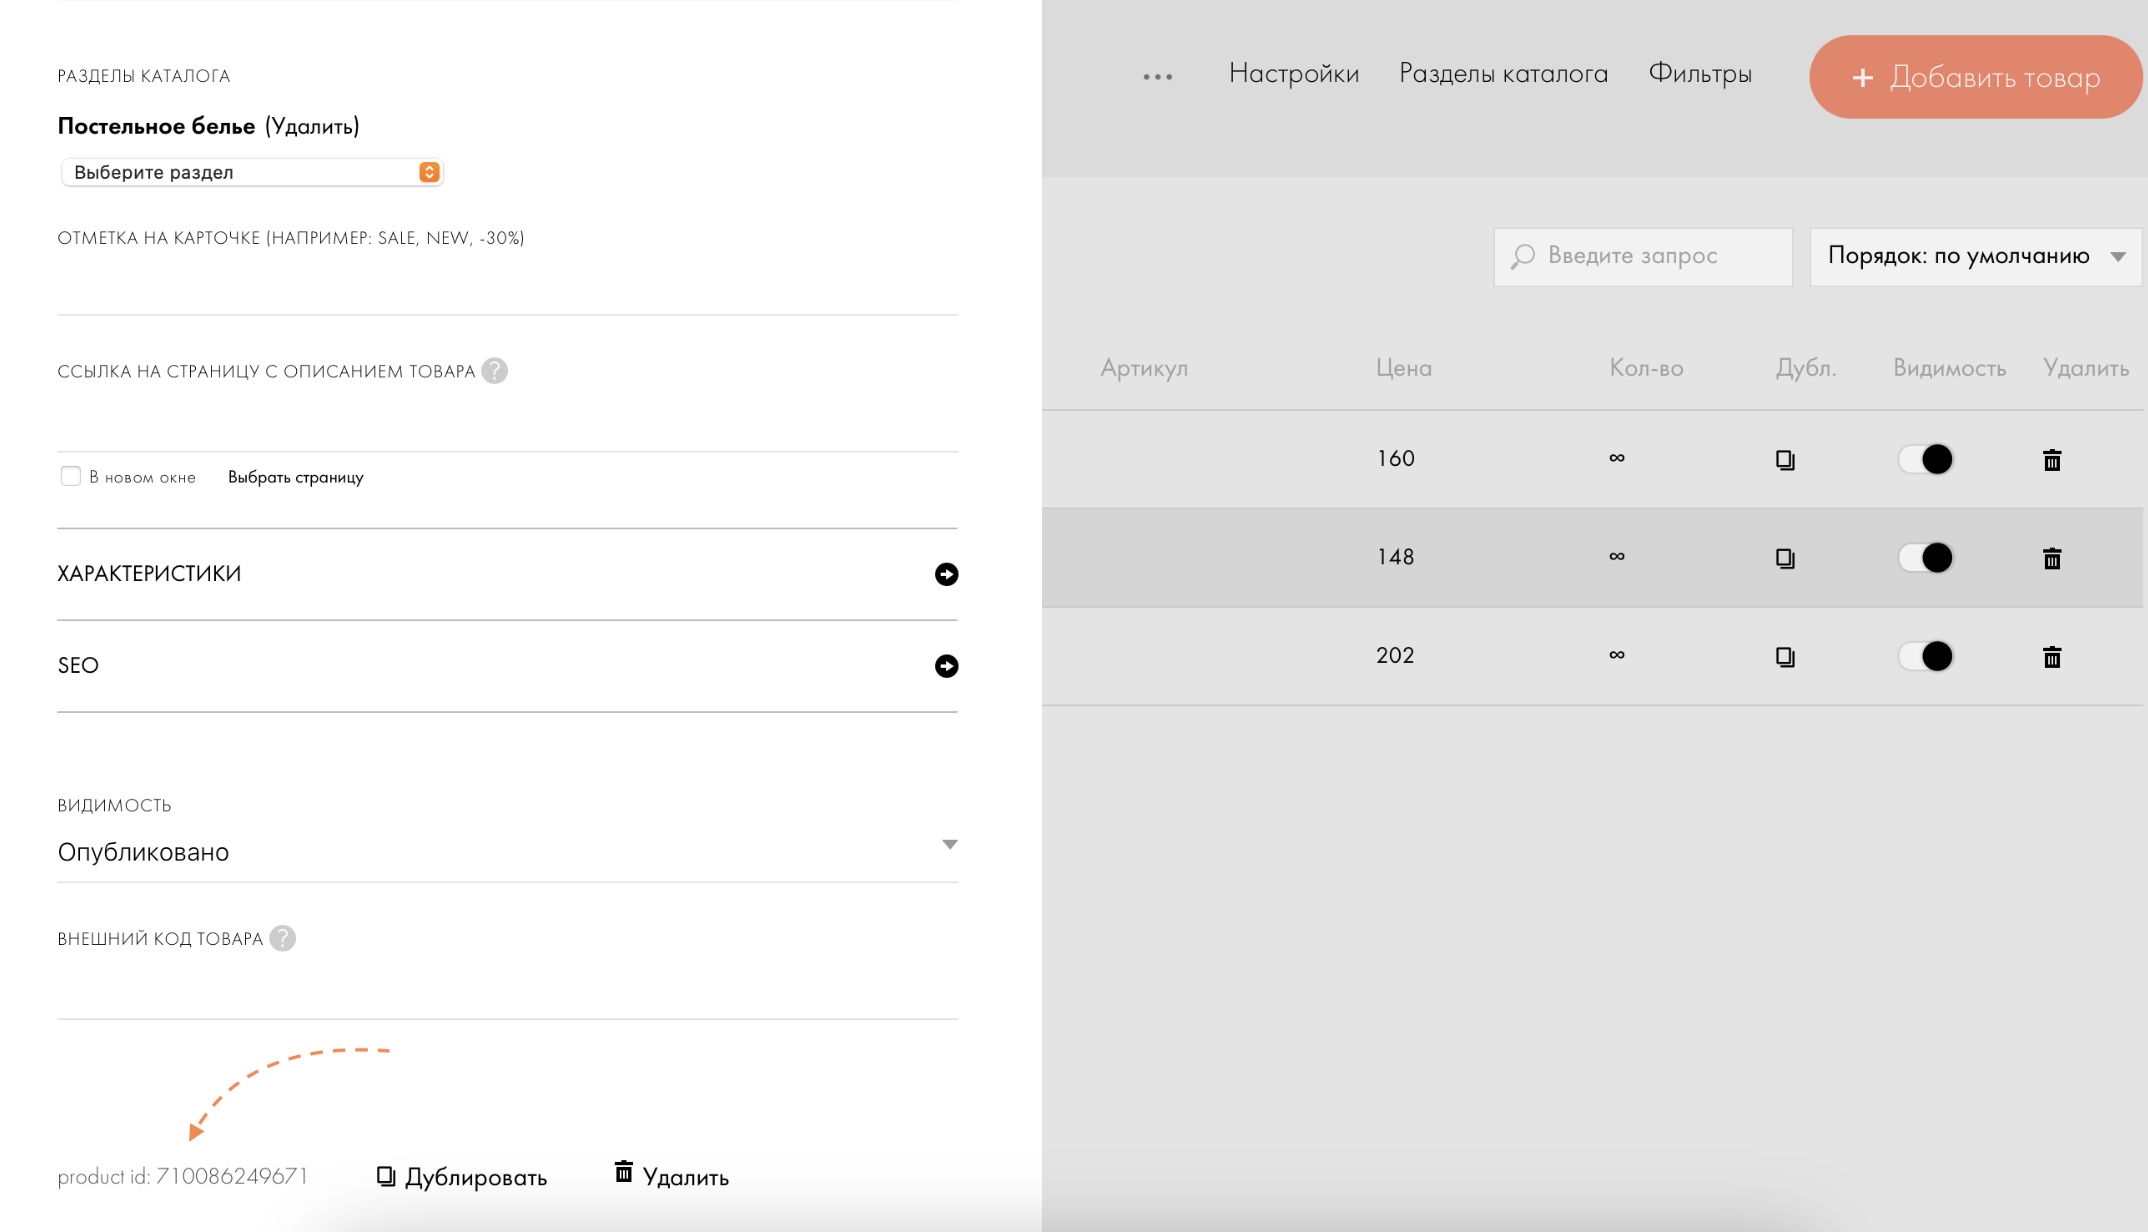 РАЗДЕЛЫ КАТАЛОГА
Постельное белье (Удалить)
Выберите раздел
ОТМЕТКА НА КАРТОЧКЕ (НАПРИМЕР: SALE, NEW, -30%)
ССЫЛКА НА СТРАНИЦУ С ОПИСАНИЕМ ТОВАРА ?
В новом окне Выбрать страницу
ХАРАКТЕРИСТИКИ
SEO
ВИДИМОСТЬ
Опубликовано
ВНЕШНИЙ КОД ТОВАРА ?
product id: 710086249671 Дублировать Удалить
... Настройки Разделы каталога Фильтры + Добавить товар
Введите запрос Порядок: по умолчанию
Артикул Цена Кол-во Дубл. Видимость Удалить
160 ∞
148 ∞
202 ∞